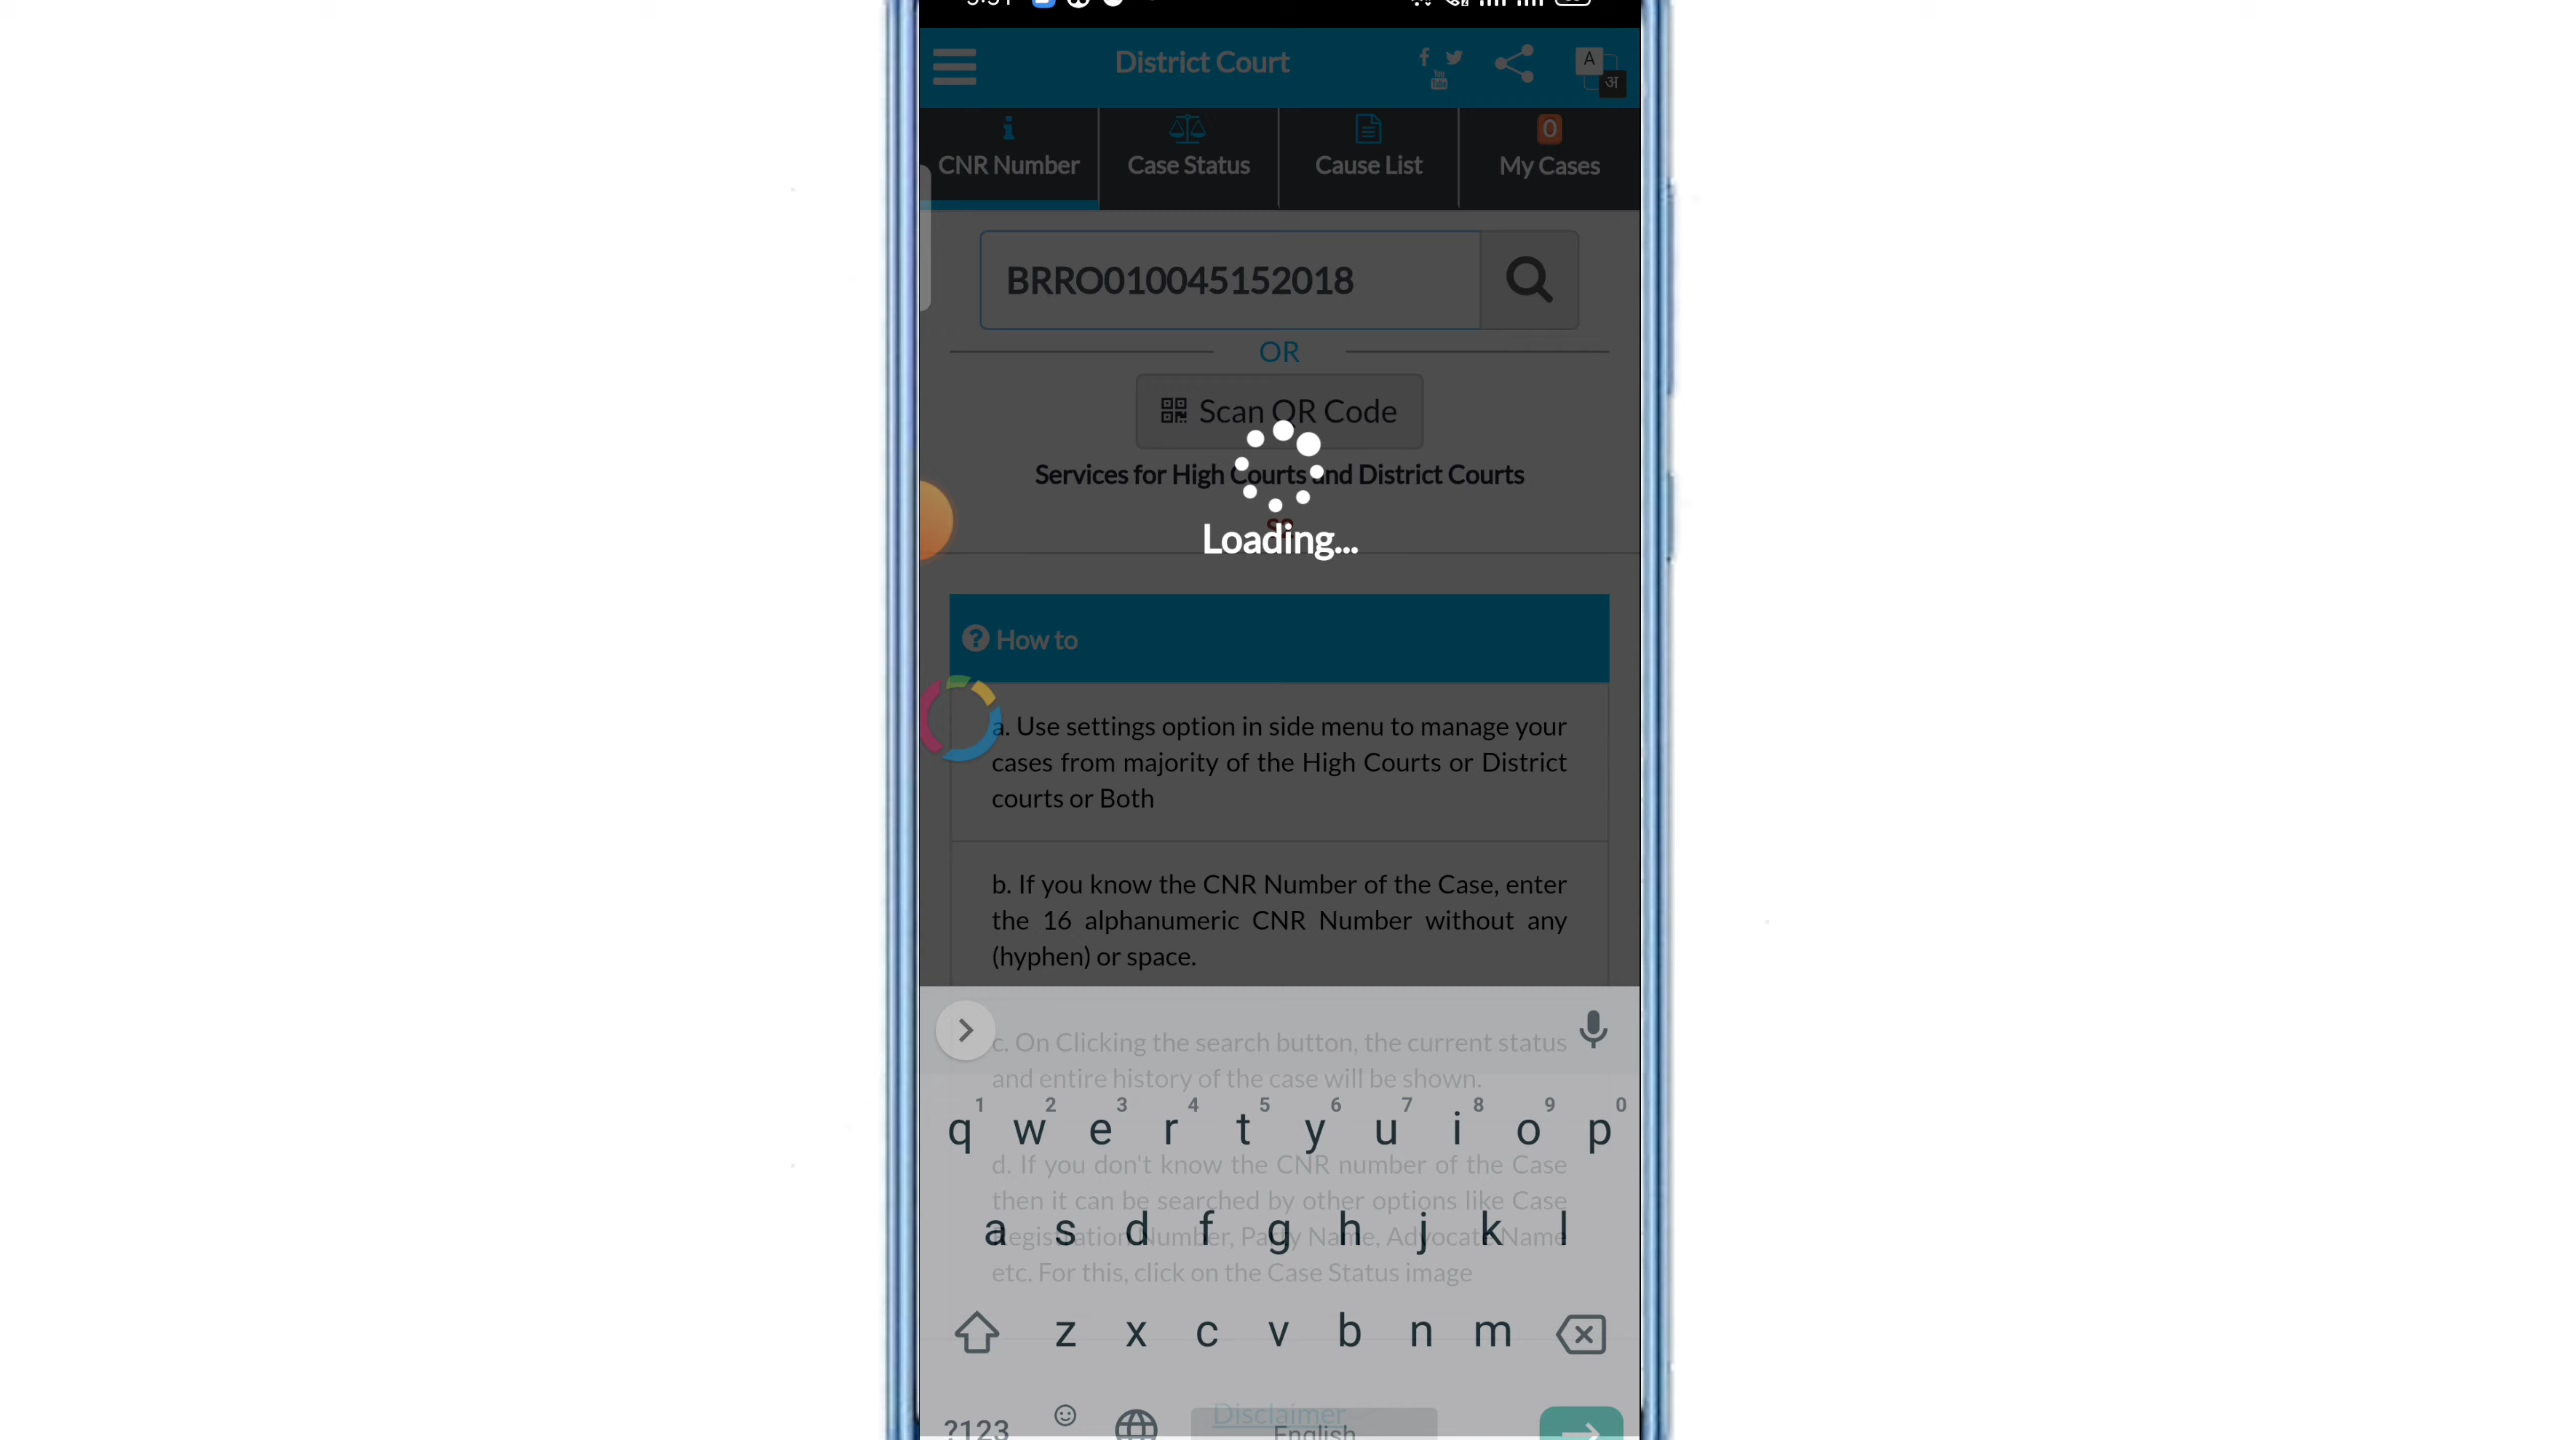 District Court
A
अ
CNR Number
Case Status
Cause List
0
My Cases
BRRO010045152018
OR
Scan QR Code
Services for High Courts and District Courts
Loading...
How to
a. Use settings option in side menu to manage your
cases from majority of the High Courts or District
courts or Both
b. If you know the CNR Number of the Case, enter
the 16 alphanumeric CNR Number without any
(hyphen) or space.
c. On Clicking the search button, the current status
and entire history of the case will be shown.
1 2 3 4 5 6 7 8 9 0
q w e r t y u i o p
d. If you don't know the CNR number of the Case
then it can be searched by other options like Case
a s d f g h j k l
Registration Number, Party Name, Advocate Name
etc. For this, click on the Case Status image
z x c v b n m
Disclaimer
?123
English